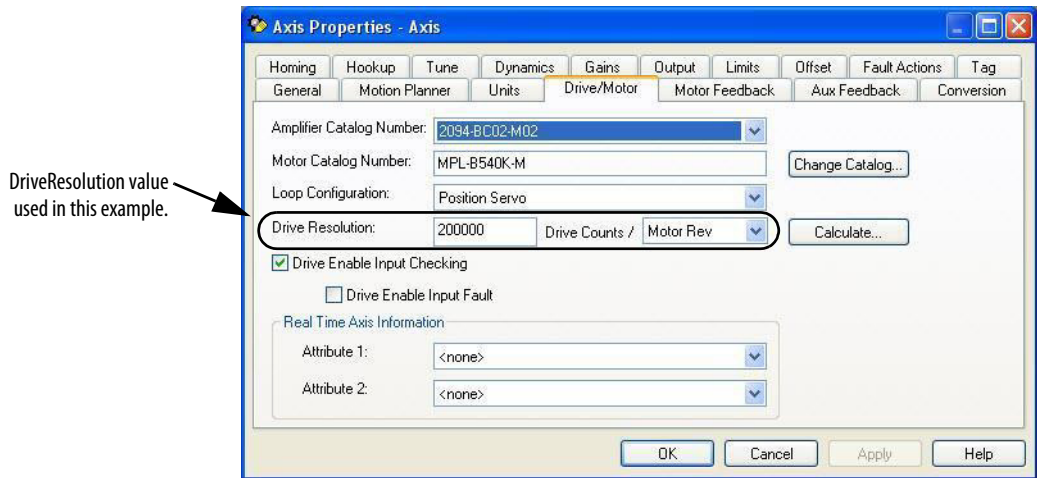 Axis Properties - Axis
Homing Hookup Tune Dynamics Gains Output Limits Offset Fault Actions Tag
General Motion Planner Units Drive/Motor Motor Feedback Aux Feedback Conversion
Amplifier Catalog Number: 2094-BC02-M02
Motor Catalog Number: MPL-B540K-M Change Catalog...
Loop Configuration: Position Servo
DriveResolution value
used in this example.
Drive Resolution: 200000 Drive Counts / Motor Rev Calculate...
Drive Enable Input Checking
Drive Enable Input Fault
Real Time Axis Information
Attribute 1: <none>
Attribute 2: <none>
OK Cancel Apply Help